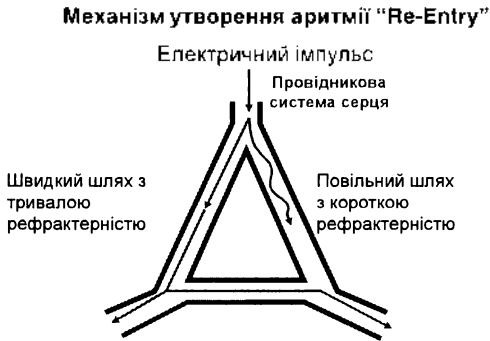 Механізм утворення аритмії “Re-Entry”
Електричний імпульс
Провідникова
система серця
Швидкий шлях з
тривалою
рефрактерністю
Повільний шлях
з короткою
рефрактерністю